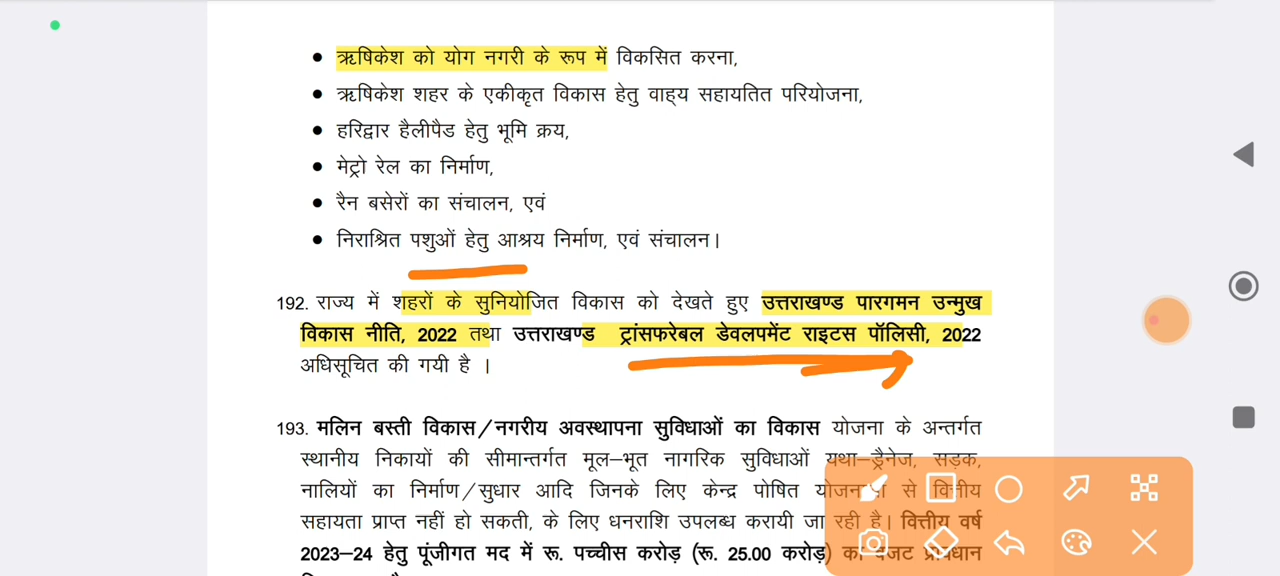 • ऋषिकेश को योग नगरी के रूप में विकसित करना,
• ऋषिकेश शहर के एकीकृत विकास हेतु वाह्य सहायतित परियोजना,
• हरिद्वार हैलीपैड हेतु भूमि क्रय,
• मेट्रो रेल का निर्माण,
• रैन बसेरों का संचालन, एवं
• निराश्रित पशुओं हेतु आश्रय निर्माण, एवं संचालन।
192. राज्य में शहरों के सुनियोजित विकास को देखते हुए उत्तराखण्ड पारगमन उन्मुख
विकास नीति, 2022 तथा उत्तराखण्ड ट्रांसफरेबल डेवलपमेंट राइटस पॉलिसी, 2022
अधिसूचित की गयी है ।
193. मलिन बस्ती विकास/नगरीय अवस्थापना सुविधाओं का विकास योजना के अन्तर्गत
स्थानीय निकायों की सीमान्तर्गत मूल–भूत नागरिक सुविधाओं यथा–ड्रैनेज, सड़क,
नालियों का निर्माण/सुधार आदि जिनके लिए केन्द्र पोषित से वित्तीय
सहायता प्राप्त नहीं हो सकती, के लिए धनराशि उपलब्ध करायी जा रही है। वित्तीय वर्ष
2023–24 हेतु पूंजीगत मद में रू. पच्चीस करोड़ (रू. 25.00 करोड़) का बजट प्रावधान